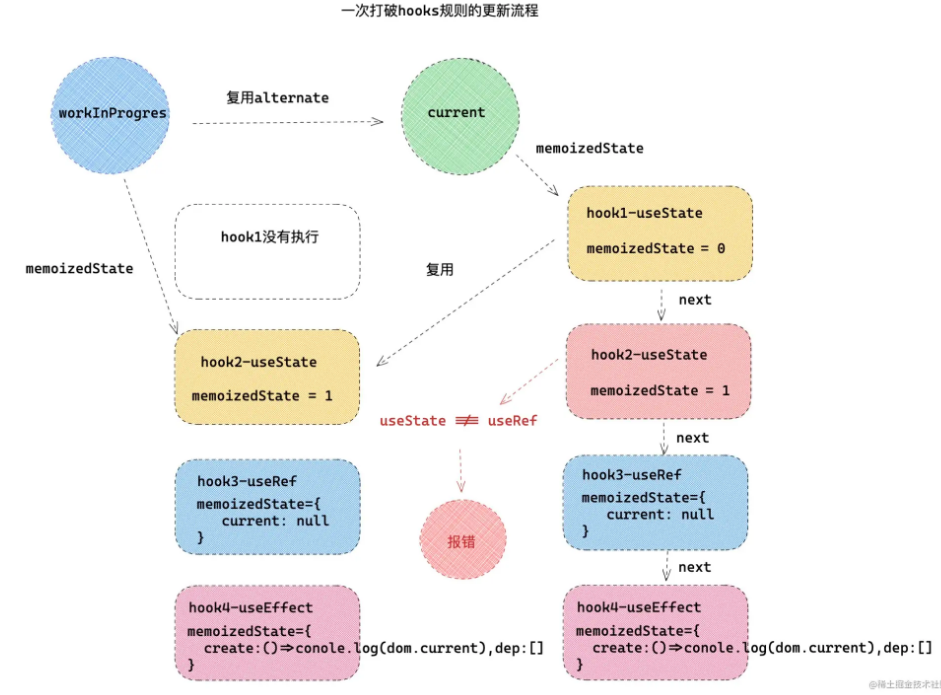 一次打破hooks规则的更新流程
workInProgres
复用alternate
current
memoizedState
hook1没有执行
hook1-useState
memoizedState = 0
memoizedState
复用
next
hook2-useState
memoizedState = 1
hook2-useState
memoizedState = 1
useState ≢ useRef
next
hook3-useRef
memoizedState={
current: null
}
hook3-useRef
memoizedState={
current: null
}
报错
next
hook4-useEffect
memoizedState={
create:()=>conole.log(dom.current),dep:[]
}
hook4-useEffect
memoizedState={
create:()=>conole.log(dom.current),dep:[]
}
@稀土掘金技术社